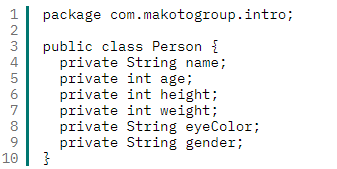 1 package com.makotogroup.intro;
2
3 public class Person {
4   private String name;
5   private int age;
6   private int height;
7   private int weight;
8   private String eyeColor;
9   private String gender;
10 }